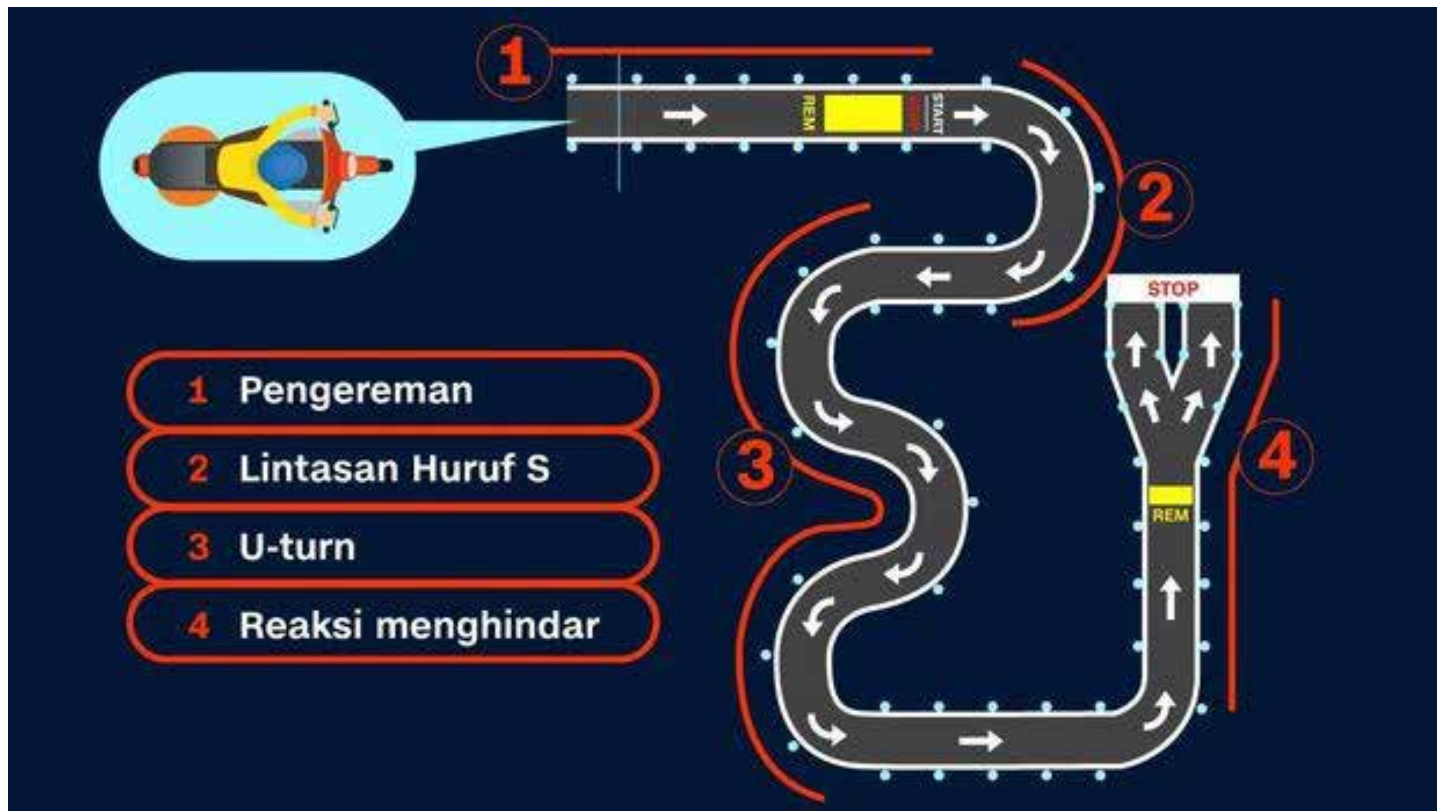 1
REM
START
2
STOP
3
4
REM
1 Pengereman
2 Lintasan Huruf S
3 U-turn
4 Reaksi menghindar